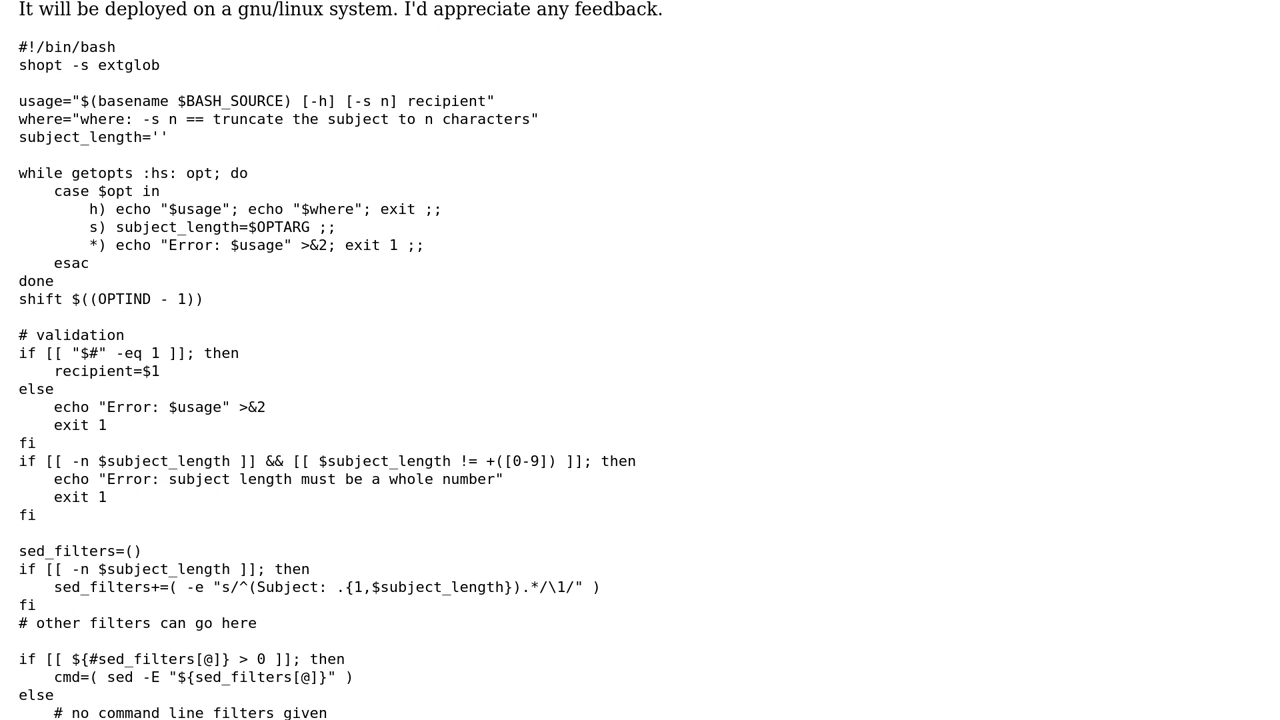 It will be deployed on a gnu/linux system. I'd appreciate any feedback.
#!/bin/bash
shopt -s extglob
usage="$(basename $BASH_SOURCE) [-h] [-s n] recipient"
where="where: -s n == truncate the subject to n characters"
subject_length=''
while getopts :hs: opt; do
    case $opt in
        h) echo "$usage"; echo "$where"; exit ;;
        s) subject_length=$OPTARG ;;
        *) echo "Error: $usage" >&2; exit 1 ;;
    esac
done
shift $((OPTIND - 1))
# validation
if [[ "$#" -eq 1 ]]; then
    recipient=$1
else
    echo "Error: $usage" >&2
    exit 1
fi
if [[ -n $subject_length ]] && [[ $subject_length != +([0-9]) ]]; then
    echo "Error: subject length must be a whole number"
    exit 1
fi
sed_filters=()
if [[ -n $subject_length ]]; then
    sed_filters+=( -e "s/^(Subject: .{1,$subject_length}).*/\1/" )
fi
# other filters can go here
if [[ ${#sed_filters[@]} > 0 ]]; then
    cmd=( sed -E "${sed_filters[@]}" )
else
    # no command line filters given